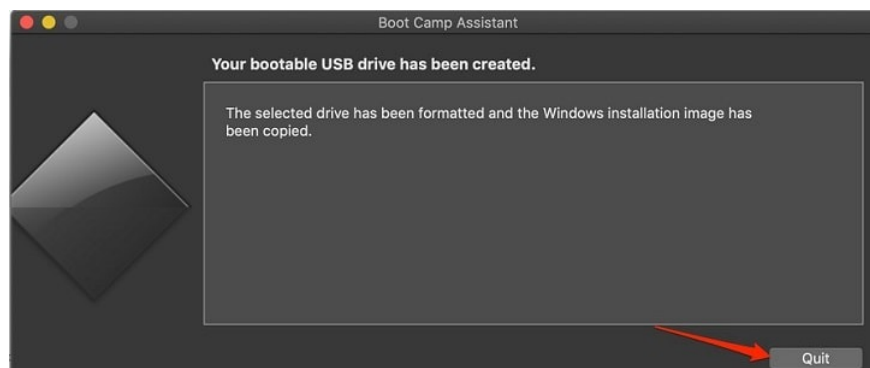 Boot Camp Assistant
Your bootable USB drive has been created.
The selected drive has been formatted and the Windows installation image has
been copied.
Quit